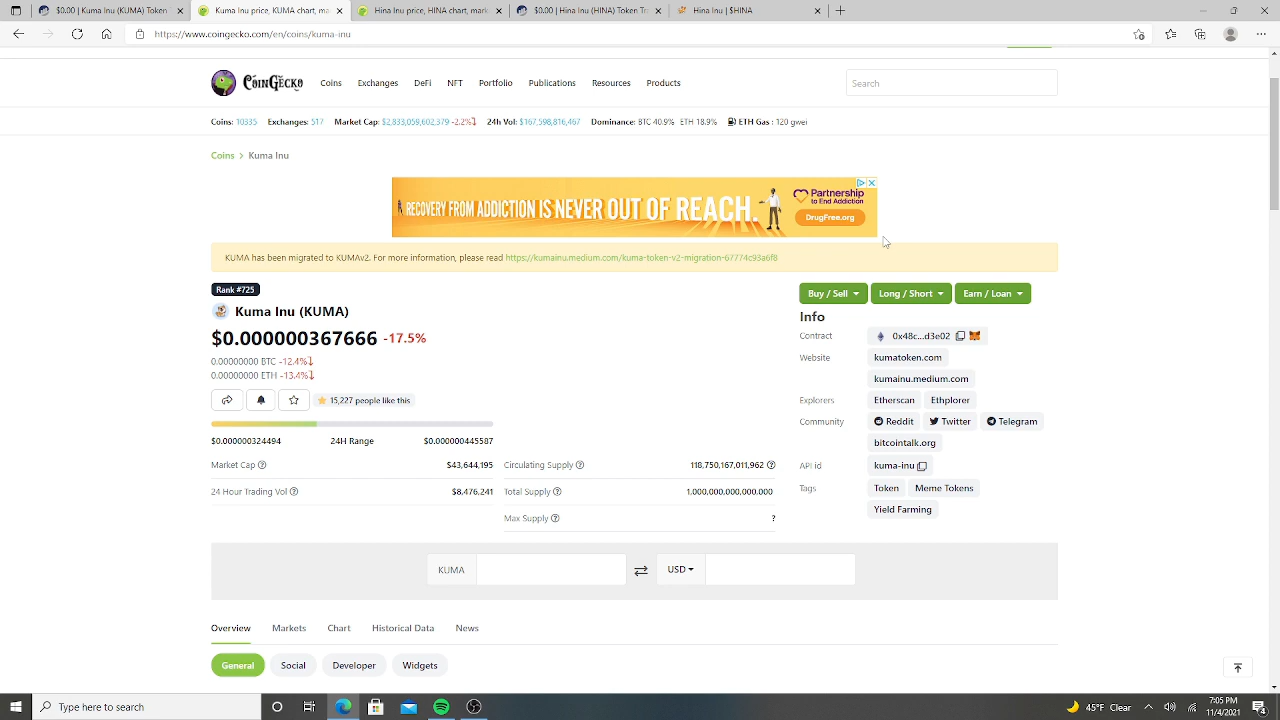 $0.00 | Kuma Inu (KUMA) Token
Kuma Inu price, KUMA chart, mar
Hina Inu price, HINA chart, market
$0.00 | Hina Inu (HINA) Token Tr
Hina Inu | $HINA
https://www.coingecko.com/en/coins/kuma-inu
CoinGecko Coins Exchanges DeFi NFT Portfolio Publications Resources Products Search
Coins: 10335 Exchanges: 517 Market Cap: $2,833,059,602,379 -2.2% 24h Vol: $167,598,816,467 Dominance: BTC 40.9% ETH 18.9% ETH Gas : 120 gwei
Coins > Kuma Inu
RECOVERY FROM ADDICTION IS NEVER OUT OF REACH.
Partnership
to End Addiction
DrugFree.org
KUMA has been migrated to KUMAv2. For more information, please read https://kumainu.medium.com/kuma-token-v2-migration-67774c93a6f8
Rank #725
Kuma Inu (KUMA)
$0.000000367666 -17.5%
0.00000000 BTC -12.4%
0.00000000 ETH -13.4%
15,227 people like this
$0.000000324494 24H Range $0.000000445587
Market Cap $43,644,195
24 Hour Trading Vol $8,476,241
Circulating Supply 118,750,167,011,962
Total Supply 1,000,000,000,000,000
Max Supply ?
Buy / Sell Long / Short Earn / Loan
Info
Contract 0x48c...d3e02
Website kumatoken.com
kumainu.medium.com
Explorers Etherscan Ethplorer
Community Reddit Twitter Telegram
bitcointalk.org
API id kuma-inu
Tags Token Meme Tokens
Yield Farming
KUMA USD
Overview Markets Chart Historical Data News
General Social Developer Widgets
Type here to search
45°F Clear
7:05 PM
11/4/2021